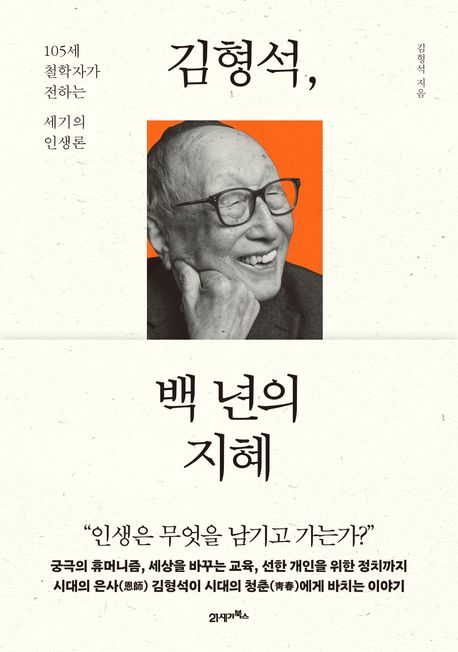 105세
철학자가
전하는
세기의
인생론
김형석,
김형석 지음
백 년의
지혜
“인생은 무엇을 남기고 가는가?”
궁극의 휴머니즘, 세상을 바꾸는 교육, 선한 개인을 위한 정치까지
시대의 은사(恩師) 김형석이 시대의 청춘(靑春)에게 바치는 이야기
21세기북스